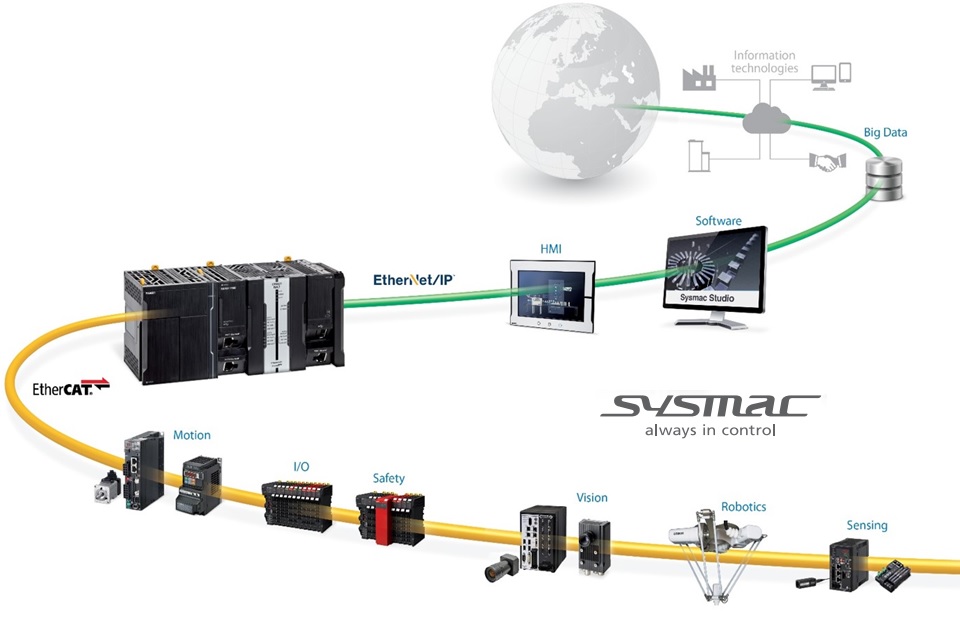 Information
technologies
Big Data
Software
HMI
EtherNet/IP
Sysmac Studio
EtherCAT®
sysmac
always in control
Motion
I/O
Safety
Vision
Robotics
Sensing